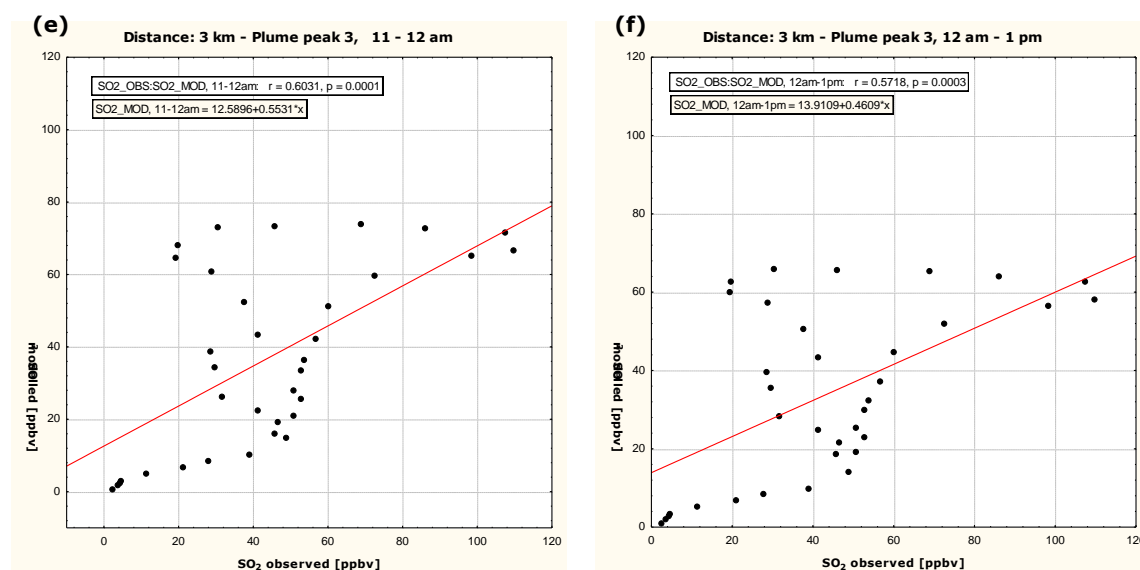 (e)
Distance: 3 km – Plume peak 3, 11 - 12 am
SO2_OBS:SO2_MOD, 11-12am: r = 0.6031, p = 0.0001
SO2_MOD, 11-12am = 12.5896+0.5531*x
120
100
80
60
40
20
0
[ppbv]
0 20 40 60 80 100 120
SO₂ observed [ppbv]
(f)
Distance: 3 km – Plume peak 3, 12 am - 1 pm
SO2_OBS:SO2_MOD, 12am-1pm: r = 0.5718, p = 0.0003
SO2_MOD, 12am-1pm = 13.9109+0.4609*x
120
100
80
60
40
20
0
[ppbv]
0 20 40 60 80 100 120
SO₂ observed [ppbv]